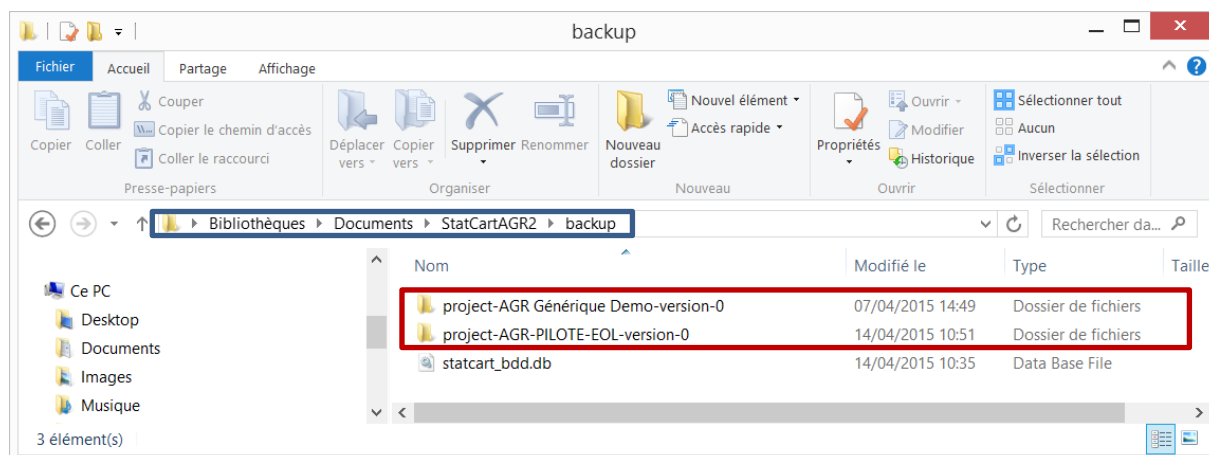 backup
Fichier Accueil Partage Affichage
Copier
Coller
Couper
Copier le chemin d'accès
Coller le raccourci
Presse-papiers
Déplacer vers
Copier vers
Supprimer
Renommer
Organiser
Nouveau dossier
Nouvel élément
Accès rapide
Nouveau
Propriétés
Ouvrir
Modifier
Historique
Ouvrir
Sélectionner tout
Aucun
Inverser la sélection
Sélectionner
Bibliothèques Documents StatCartAGR2 backup
Rechercher da...
Nom Modifié le Type Taille
Ce PC
Desktop
Documents
Images
Musique
project-AGR Générique Demo-version-0 07/04/2015 14:49 Dossier de fichiers
project-AGR-PILOTE-EOL-version-0 14/04/2015 10:51 Dossier de fichiers
statcart_bdd.db 14/04/2015 10:35 Data Base File
3 élément(s)